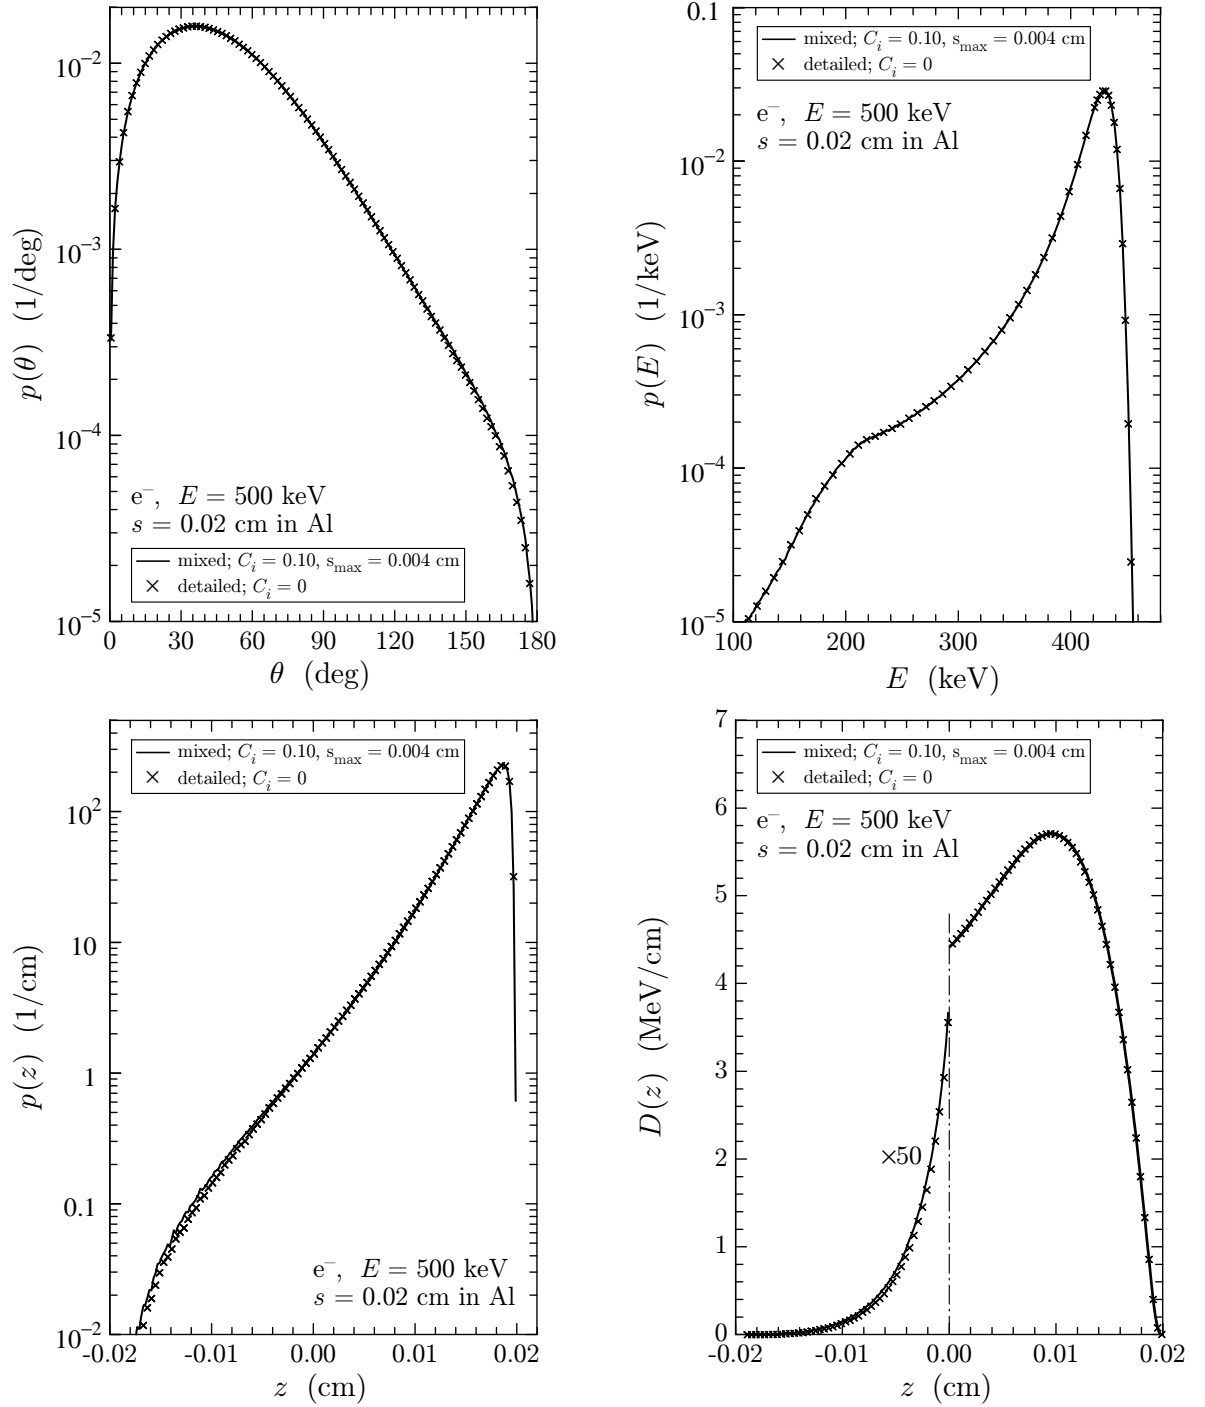 10⁻²
10⁻³
10⁻⁴
10⁻⁵
p(θ) (1/deg)
e⁻, E = 500 keV
s = 0.02 cm in Al
mixed; C_i = 0.10, s_max = 0.004 cm
detailed; C_i = 0
0 30 60 90 120 150 180
θ (deg)
0.1
10⁻²
10⁻³
10⁻⁴
10⁻⁵
p(E) (1/keV)
mixed; C_i = 0.10, s_max = 0.004 cm
detailed; C_i = 0
e⁻, E = 500 keV
s = 0.02 cm in Al
100 200 300 400
E (keV)
10²
10
1
0.1
10⁻²
p(z) (1/cm)
mixed; C_i = 0.10, s_max = 0.004 cm
detailed; C_i = 0
e⁻, E = 500 keV
s = 0.02 cm in Al
-0.02 -0.01 0.00 0.01 0.02
z (cm)
7
6
5
4
3
2
1
0
D(z) (MeV/cm)
mixed; C_i = 0.10, s_max = 0.004 cm
detailed; C_i = 0
e⁻, E = 500 keV
s = 0.02 cm in Al
×50
-0.02 -0.01 0.00 0.01 0.02
z (cm)